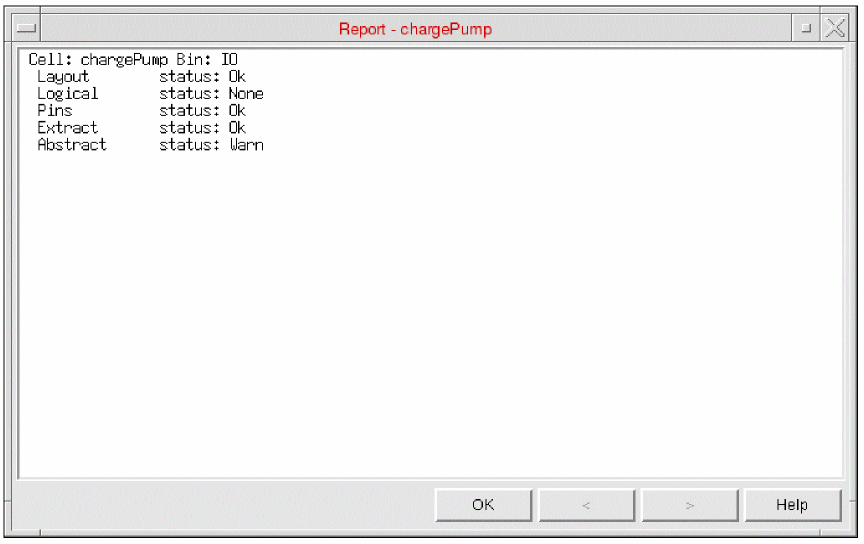 Report - chargePump
Cell: chargePump Bin: IO
Layout status: Ok
Logical status: None
Pins status: Ok
Extract status: Ok
Abstract status: Warn
OK < > Help